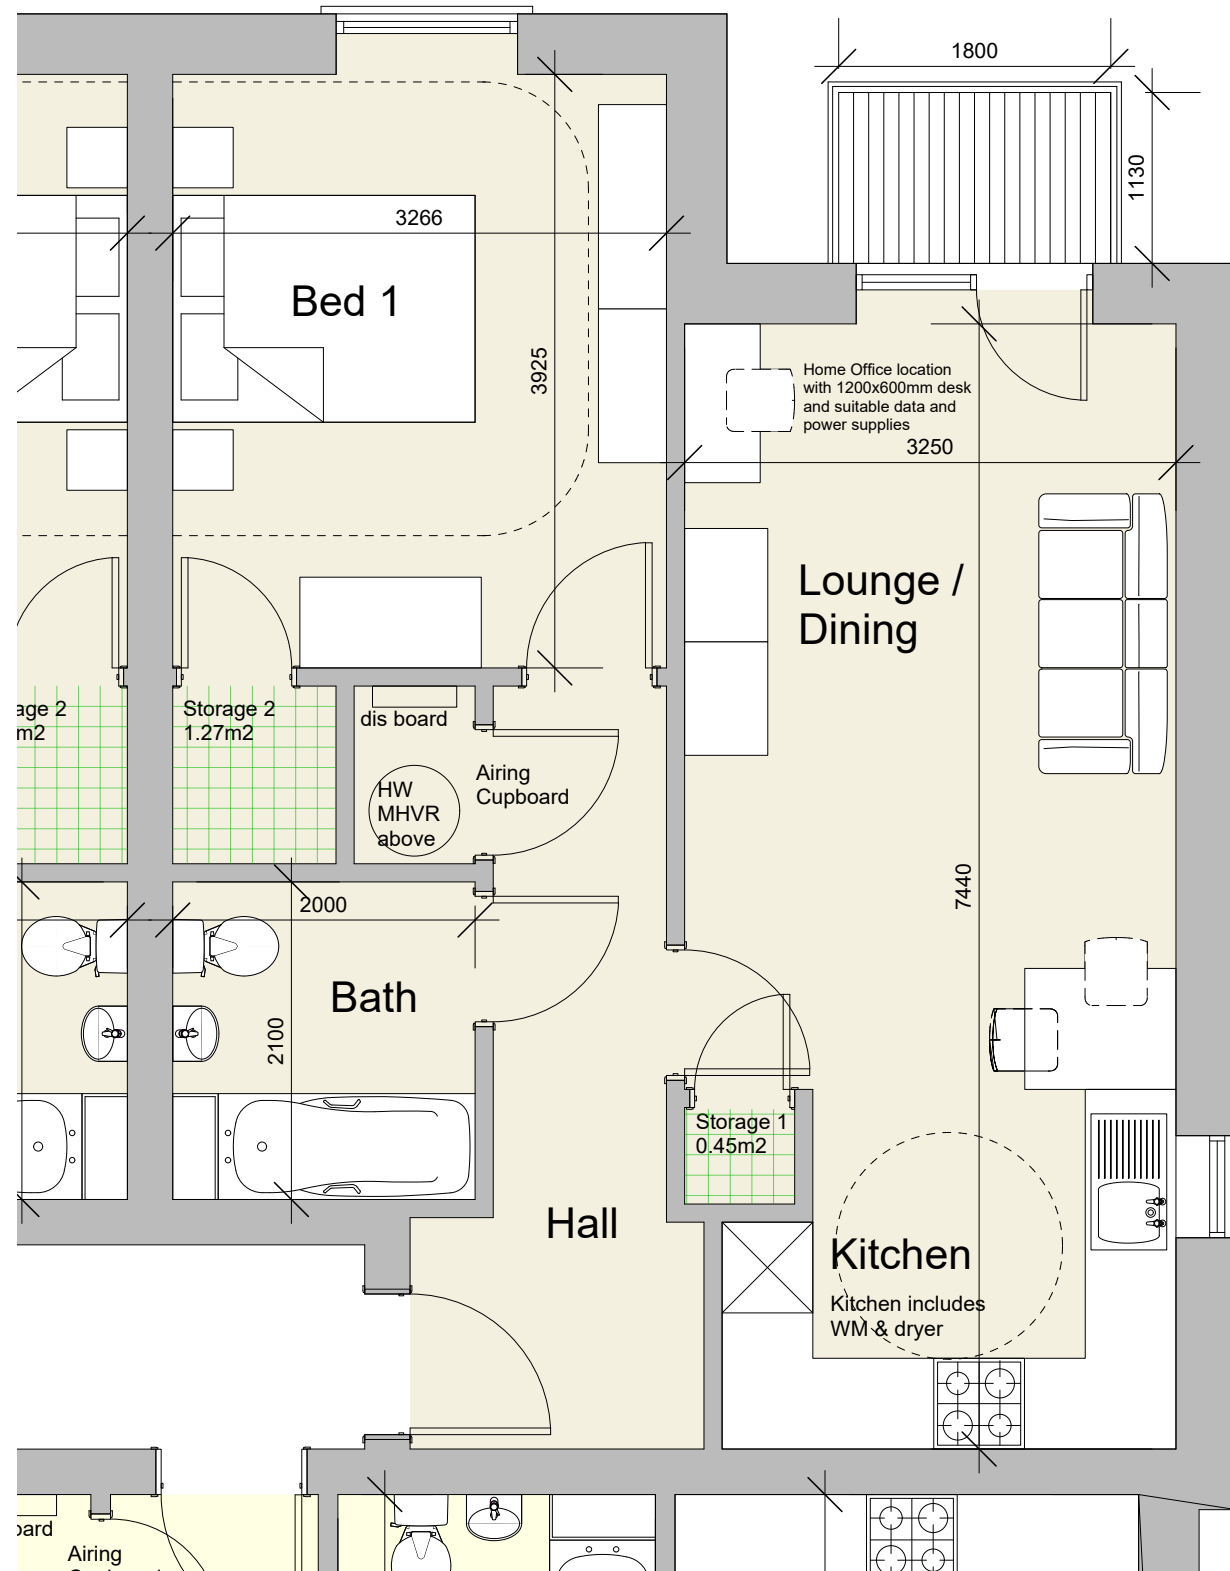 1800
1130
3266
Bed 1
3925
Home Office location
with 1200x600mm desk
and suitable data and
power supplies
3250
Lounge /
Dining
age 2
m2
Storage 2
1.27m2
dis board
HW
MHVR
above
Airing
Cupboard
7440
2000
Bath
2100
Storage 1
0.45m2
Hall
Kitchen
Kitchen includes
WM & dryer
oard
Airing